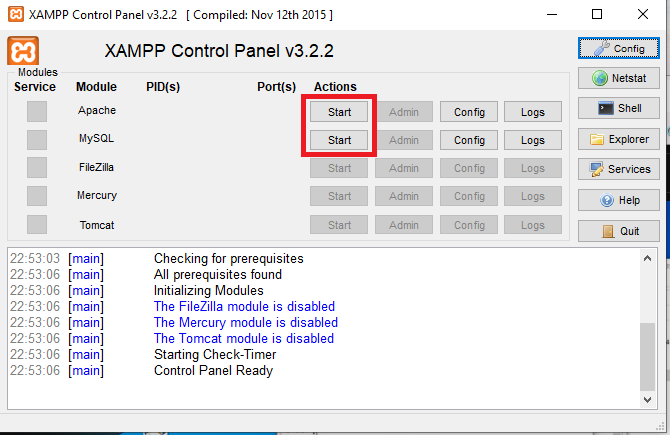 XAMPP Control Panel v3.2.2 [ Compiled: Nov 12th 2015 ]
XAMPP Control Panel v3.2.2
Config
Modules
Service Module PID(s) Port(s) Actions
Netstat
Apache Start Admin Config Logs
Shell
MySQL Start Admin Config Logs
Explorer
FileZilla Start Admin Config Logs
Services
Mercury Start Admin Config Logs
Help
Tomcat Start Admin Config Logs
Quit
22:53:03 [main] Checking for prerequisites
22:53:06 [main] All prerequisites found
22:53:06 [main] Initializing Modules
22:53:06 [main] The FileZilla module is disabled
22:53:06 [main] The Mercury module is disabled
22:53:06 [main] The Tomcat module is disabled
22:53:06 [main] Starting Check-Timer
22:53:06 [main] Control Panel Ready